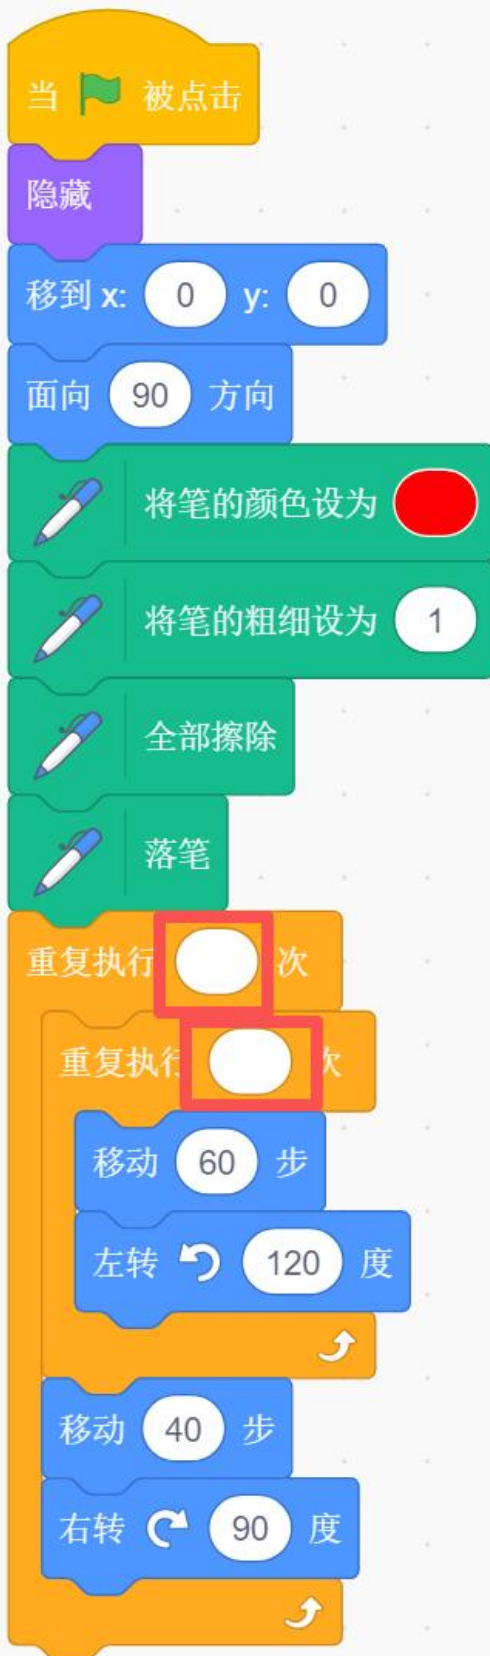 当 被点击
隐藏
移到 x: 0 y: 0
面向 90 方向
将笔的颜色设为
将笔的粗细设为 1
全部擦除
落笔
重复执行 次
重复执行 次
移动 60 步
左转 120 度
移动 40 步
右转 90 度